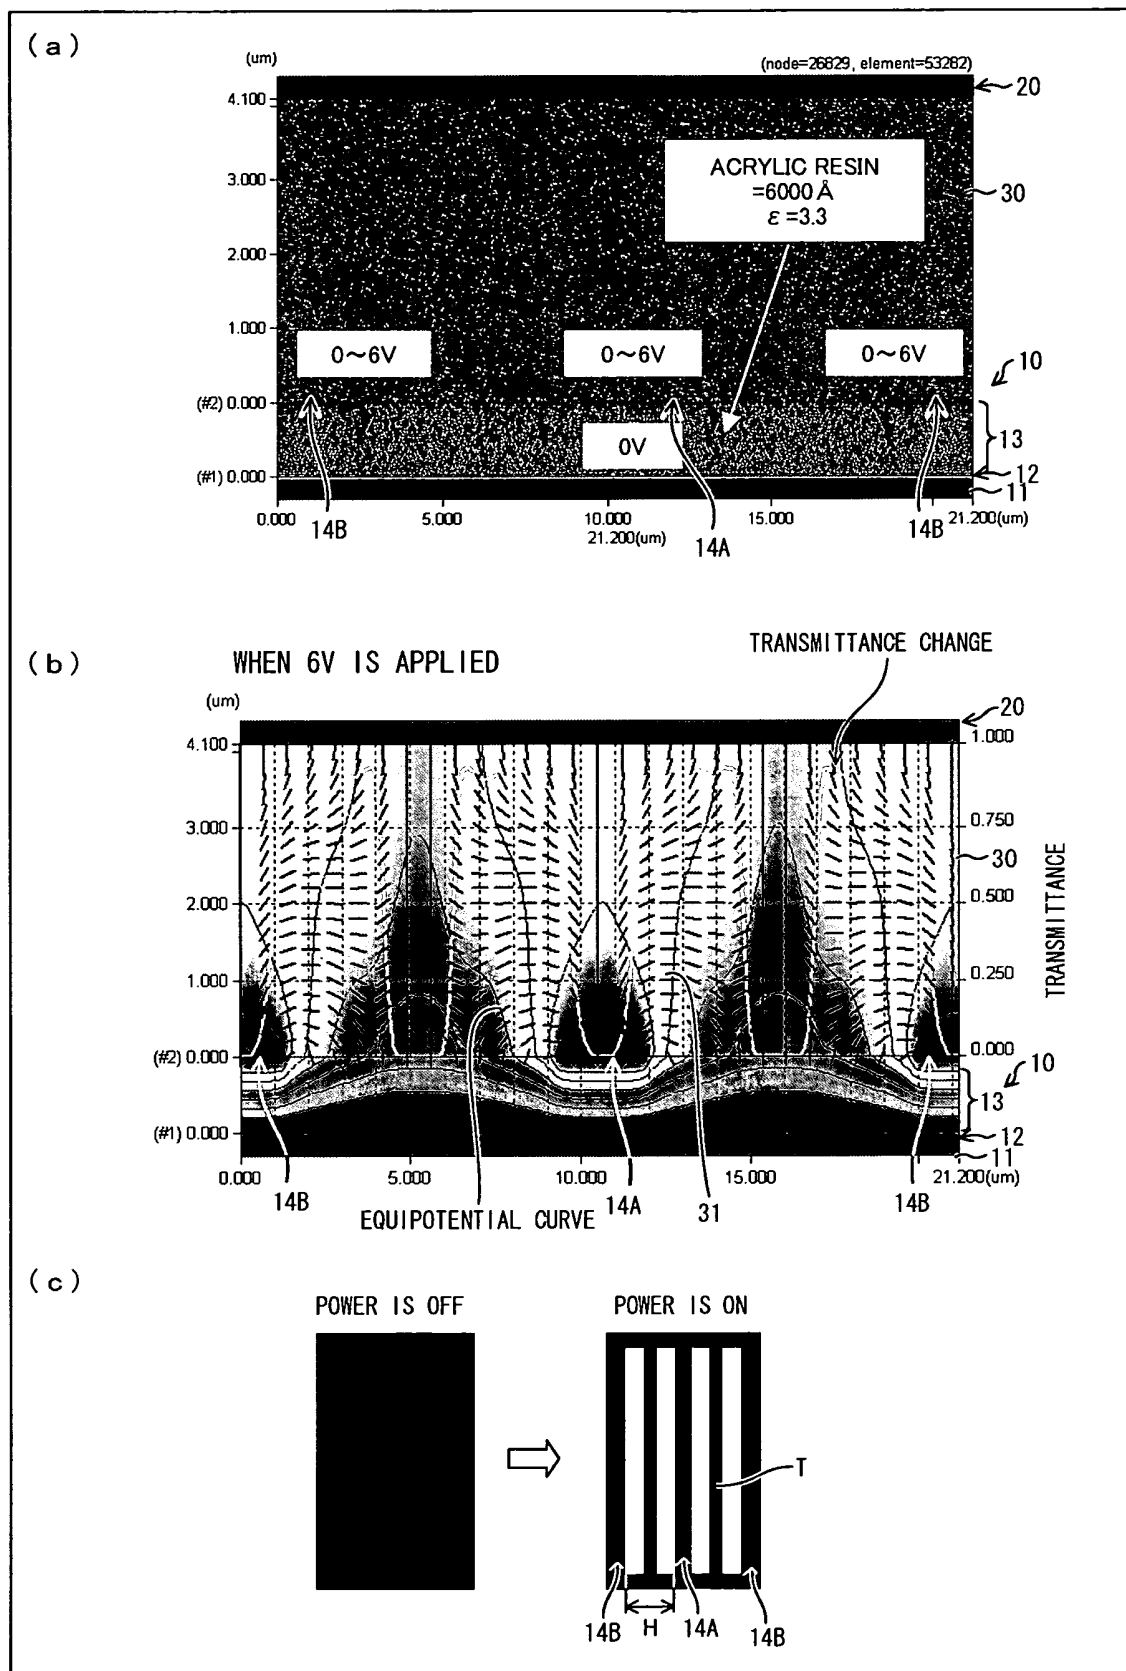 (a)
(um)
(node=26829, element=53282)
20
4.100
ACRYLIC RESIN
=6000Å
ε=3.3
3.000
30
2.000
1.000
0～6V
0～6V
0～6V
10
(#2) 0.000
13
0V
(#1) 0.000
12
11
0.000
14B
5.000
10.000
21.200(um)
14A
15.000
14B
21.200(um)
(b)
WHEN 6V IS APPLIED
TRANSMITTANCE CHANGE
(um)
20
4.100
1.000
3.000
0.750
30
2.000
0.500
1.000
0.250
TRANSMITTANCE
(#2) 0.000
0.000
10
13
(#1) 0.000
12
11
0.000
14B
5.000
10.000
14A
15.000
14B
21.200(um)
EQUIPOTENTIAL CURVE
31
(c)
POWER IS OFF
POWER IS ON
T
14B
H
14A
14B